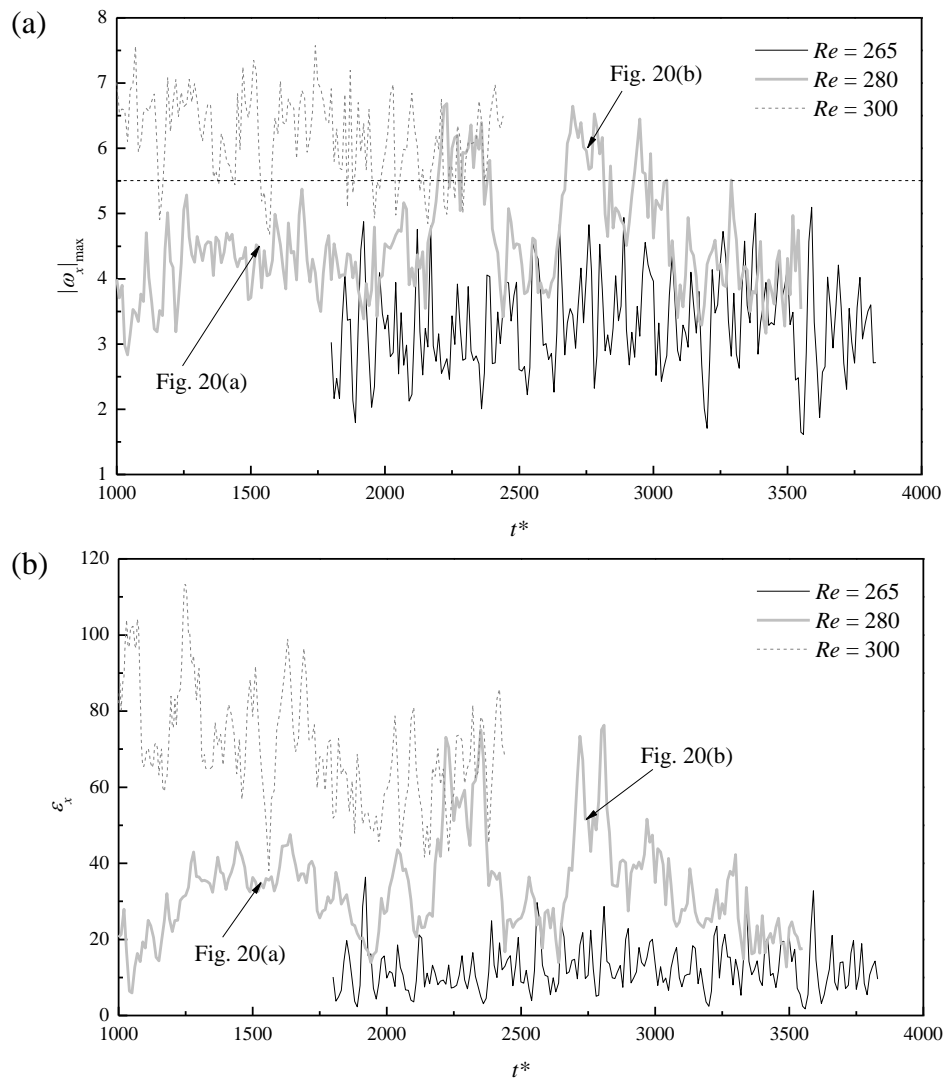 (a)
8
7
6
5
4
3
2
1
|ω_x|_max
Re = 265
Re = 280
Re = 300
Fig. 20(b)
Fig. 20(a)
1000 1500 2000 2500 3000 3500 4000
t*
(b)
120
100
80
60
40
20
0
ε_x
Re = 265
Re = 280
Re = 300
Fig. 20(b)
Fig. 20(a)
1000 1500 2000 2500 3000 3500 4000
t*